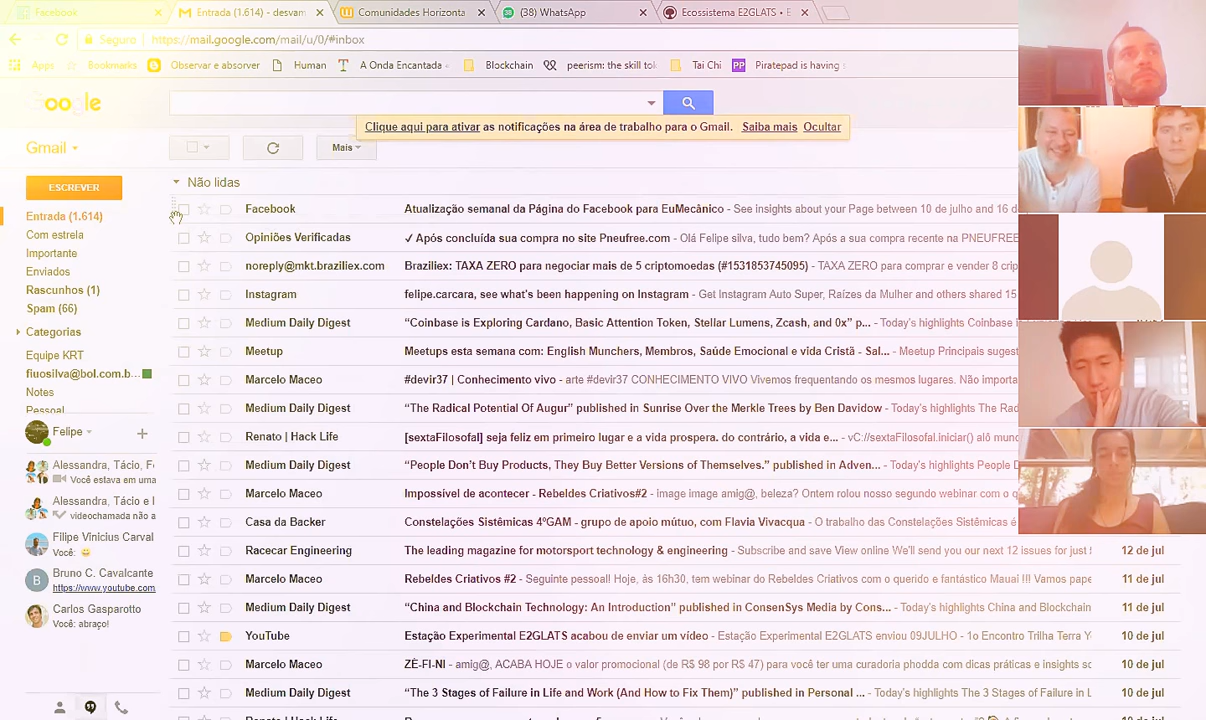 Facebook
Entrada (1.614) - desvam
Comunidades Horizon
(38) WhatsApp
Ecossistema E2GLATS • E
Seguro
https://mail.google.com/mail/u/0/#inbox
Apps
Bookmarks
Observar e absorver
Human
A Onda Encantada
Blockchain
peerism: the skill tok
Tai Chi
Piratepad is having
Google
Clique aqui para ativar as notificações na área de trabalho para o Gmail. Saiba mais Ocultar
Gmail
Mais
ESCREVER
Não lidas
Entrada (1.614)
Com estrela
Importante
Enviados
Rascunhos (1)
Spam (66)
Categorias
Equipe KRT
fiuosilva@bol.com.b...
Notes
Pessoal
Felipe
Alessandra, Tácio, F
Você estava em uma
Alessandra, Tácio e I
videochamada não a
Filipe Vinicius Carval
Você: 😀
Bruno C. Cavalcante
https://www.youtube.com
Carlos Gasparotto
Você: abraço!
Facebook Atualização semanal da Página do Facebook para EuMecânico - See insights about your Page between 10 de julho and 16 d
Opiniões Verificadas ✓ Após concluída sua compra no site Pneufree.com - Olá Felipe silva, tudo bem? Após a sua compra recente na PNEUFREE
noreply@mkt.braziliex.com Braziliex: TAXA ZERO para negociar mais de 5 criptomoedas (#1531853745095) - TAXA ZERO para comprar e vender 8 crip
Instagram felipe.carcara, see what's been happening on Instagram - Get Instagram Auto Super, Raízes da Mulher and others shared 15
Medium Daily Digest “Coinbase is Exploring Cardano, Basic Attention Token, Stellar Lumens, Zcash, and 0x” p... - Today's highlights Coinbase i
Meetup Meetups esta semana com: English Munchers, Membros, Saúde Emocional e vida Cristã - Sal... - Meetup Principais sugest
Marcelo Maceo #devir37 | Conhecimento vivo - arte #devir37 CONHECIMENTO VIVO Vivemos frequentando os mesmos lugares. Não importa
Medium Daily Digest “The Radical Potential Of Augur” published in Sunrise Over the Merkle Trees by Ben Davidow - Today's highlights The Rad
Renato | Hack Life [sextaFilosofal] seja feliz em primeiro lugar e a vida prospera. do contrário, a vida e... - vC://sextaFilosofal.iniciar() alô mun
Medium Daily Digest “People Don’t Buy Products, They Buy Better Versions of Themselves.” published in Adven... - Today's highlights People D
Marcelo Maceo Impossível de acontecer - Rebeldes Criativos#2 - image image amig@, beleza? Ontem rolou nosso segundo webinar com o q
Casa da Backer Constelações Sistêmicas 4ºGAM - grupo de apoio mútuo, com Flavia Vivacqua - O trabalho das Constelações Sistêmicas é
Racecar Engineering The leading magazine for motorsport technology & engineering - Subscribe and save View online We'll send you our next 12 issues for just 12 de jul
Marcelo Maceo Rebeldes Criativos #2 - Seguinte pessoal! Hoje, às 16h30, tem webinar do Rebeldes Criativos com o querido e fantástico Mauai !!! Vamos pape 11 de jul
Medium Daily Digest “China and Blockchain Technology: An Introduction” published in ConsenSys Media by Cons... - Today's highlights China and Blockchain 11 de jul
YouTube Estação Experimental E2GLATS acabou de enviar um vídeo - Estação Experimental E2GLATS enviou 09JULHO - 1o Encontro Trilha Terra Y 10 de jul
Marcelo Maceo ZÉ-FI-NI - amig@, ACABA HOJE o valor promocional (de R$ 98 por R$ 47) para você ter uma curadoria phodda com dicas práticas e insights so 10 de jul
Medium Daily Digest “The 3 Stages of Failure in Life and Work (And How to Fix Them)” published in Personal ... - Today's highlights The 3 Stages of Failure in L 10 de jul
Renato | Hack Life